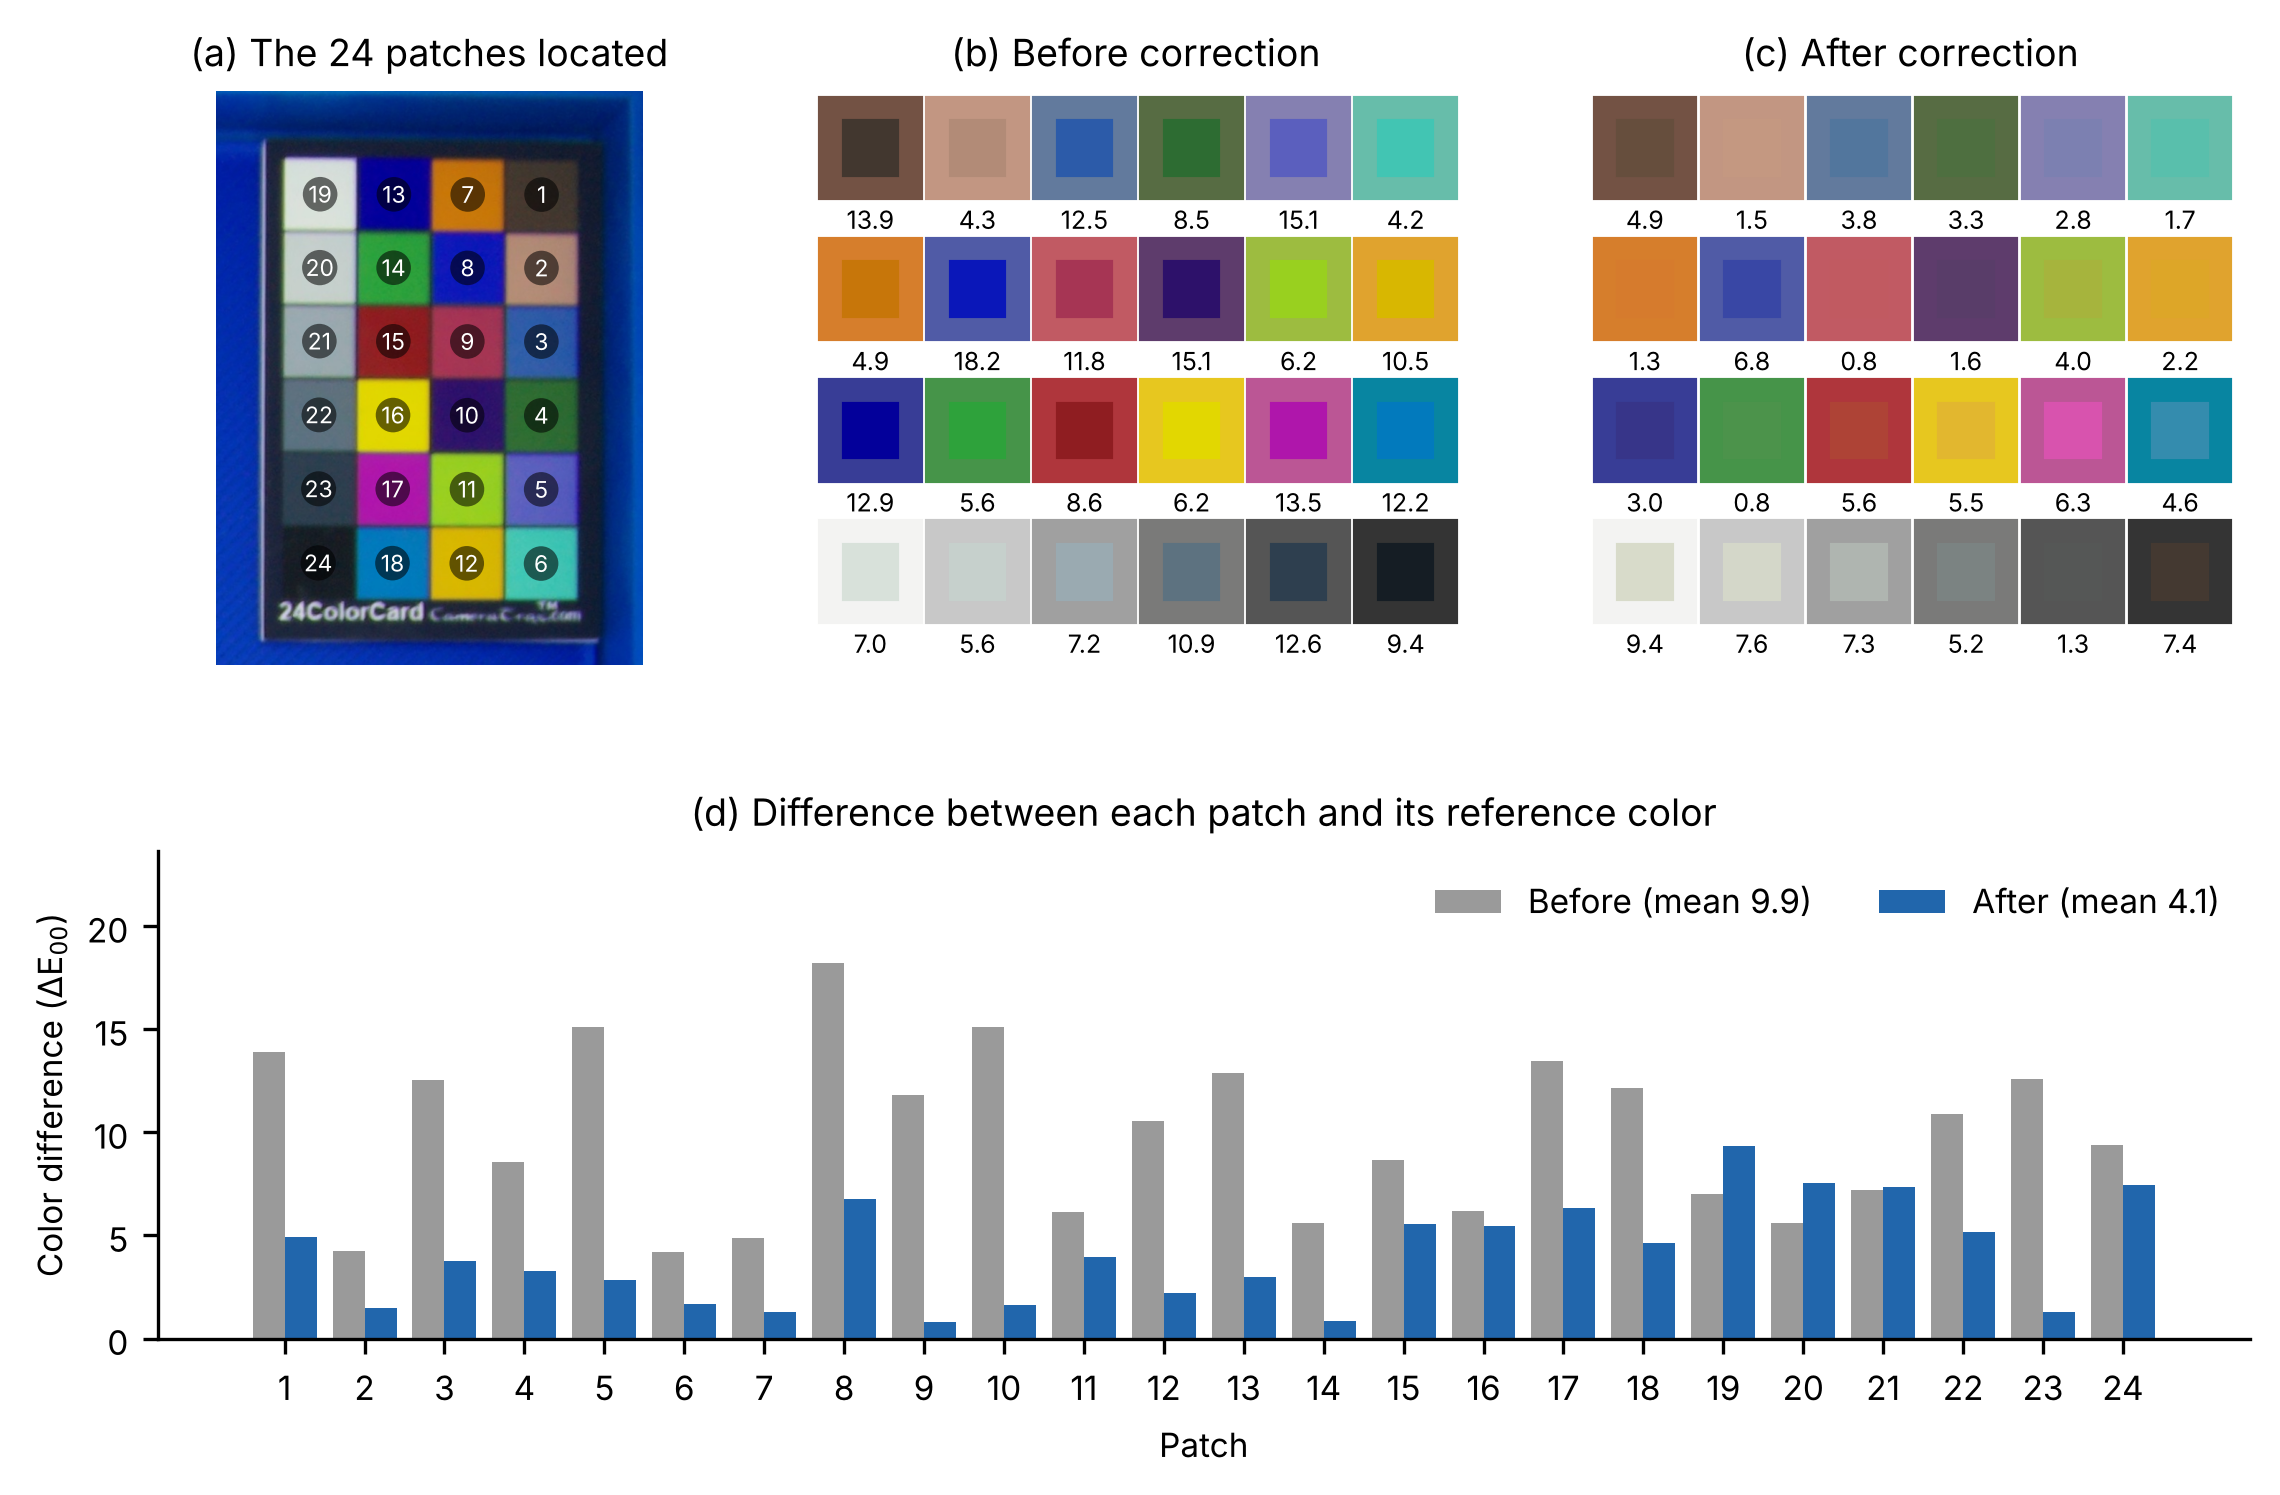 (a) The 24 patches located
19 13 7 1
20 14 8 2
21 15 9 3
22 16 10 4
23 17 11 5
24 18 12 6
24ColorCard CameraTrax™.com
(b) Before correction
13.9 4.3 12.5 8.5 15.1 4.2
4.9 18.2 11.8 15.1 6.2 10.5
12.9 5.6 8.6 6.2 13.5 12.2
7.0 5.6 7.2 10.9 12.6 9.4
(c) After correction
4.9 1.5 3.8 3.3 2.8 1.7
1.3 6.8 0.8 1.6 4.0 2.2
3.0 0.8 5.6 5.5 6.3 4.6
9.4 7.6 7.3 5.2 1.3 7.4
(d) Difference between each patch and its reference color
Before (mean 9.9) After (mean 4.1)
Color difference (ΔE₀₀)
20
15
10
5
0
1 2 3 4 5 6 7 8 9 10 11 12 13 14 15 16 17 18 19 20 21 22 23 24
Patch